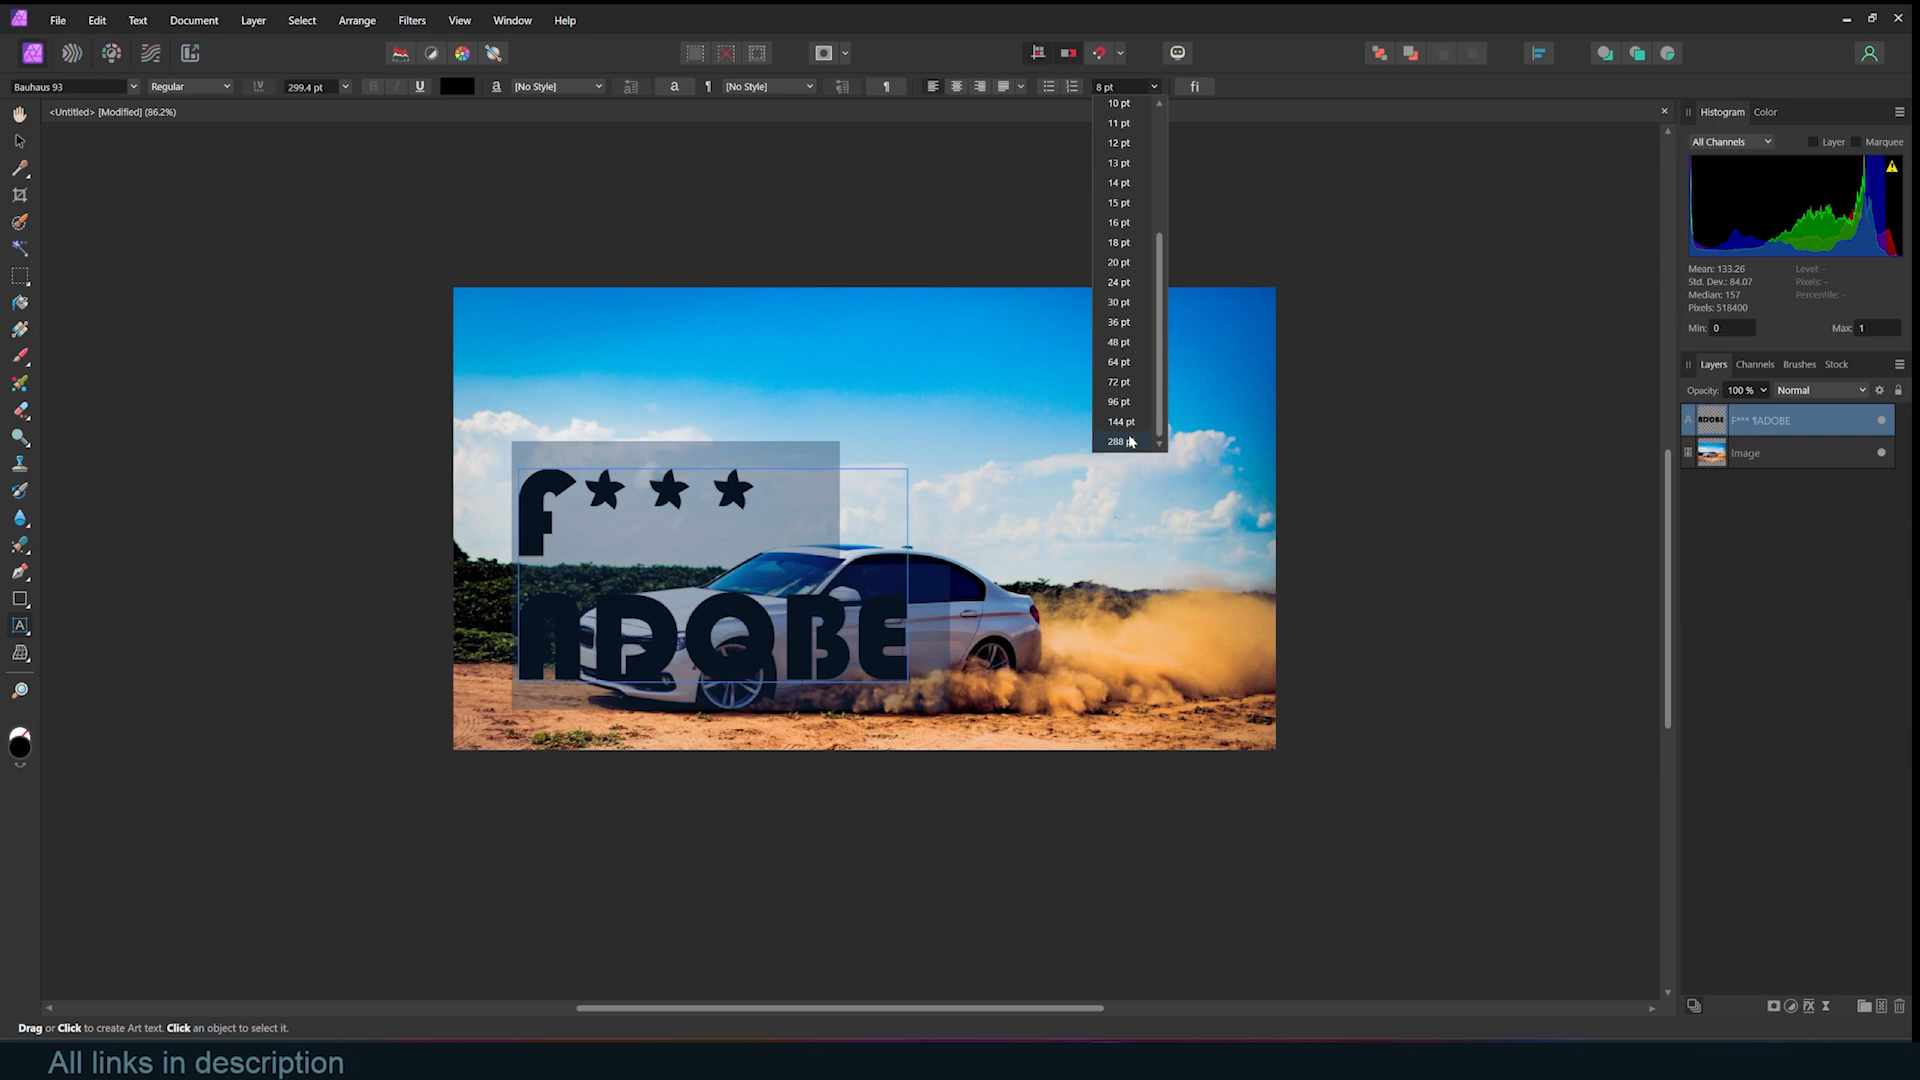 File Edit Text Document Layer Select Arrange Filters View Window Help
Bauhaus 93 Regular 299.4 pt B I U a [No Style] a ¶ [No Style] ¶ 8 pt fi
<Untitled> [Modified] (86.2%)
10 pt
11 pt
12 pt
13 pt
14 pt
15 pt
16 pt
18 pt
20 pt
24 pt
30 pt
36 pt
48 pt
64 pt
72 pt
96 pt
144 pt
288
F***
ADOBE
Histogram Color
All Channels Layer Marquee
Mean: 133.26 Level: -
Std. Dev.: 84.07 Pixels: -
Median: 157 Percentile: -
Pixels: 518400
Min: 0 Max: 1
Layers Channels Brushes Stock
Opacity: 100 % Normal
A ADOBE F*** ¶ADOBE
Image
Drag or Click to create Art text. Click an object to select it.
All links in description